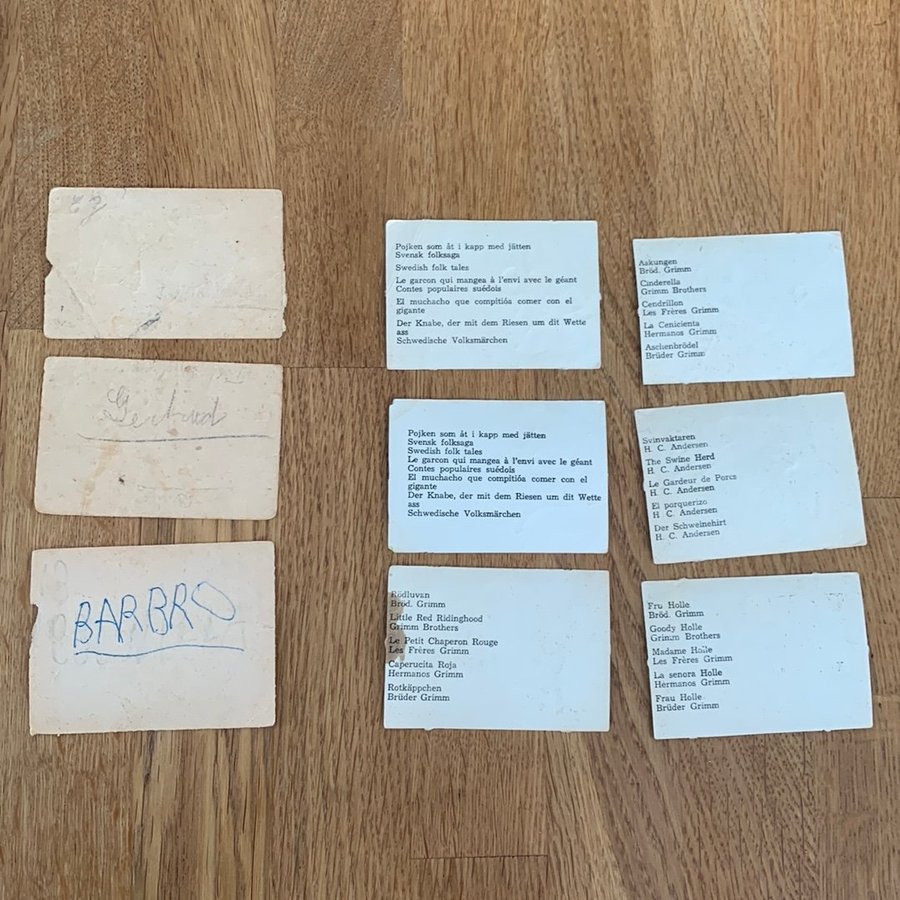 Gertrud
BARBRO
Pojken som åt i kapp med jätten
Svensk folksaga
Swedish folk tales
Le garcon qui mangea à l'envi avec le géant
Contes populaires suédois
El muchacho que compitiós comer con el
gigante
Der Knabe, der mit dem Riesen um dit Wette
ass
Schwedische Volksmärchen
Pojken som åt i kapp med jätten
Svensk folksaga
Swedish folk tales
Le garcon qui mangea à l'envi avec le géant
Contes populaires suédois
El muchacho que compitiós comer con el
gigante
Der Knabe, der mit dem Riesen um dit Wette
ass
Schwedische Volksmärchen
Rödluvan
Bröd. Grimm
Little Red Ridinghood
Grimm Brothers
Le Petit Chaperon Rouge
Les Frères Grimm
Caperucita Roja
Hermanos Grimm
Rotkäppchen
Brüder Grimm
Askungen
Bröd. Grimm
Cinderella
Grimm Brothers
Cendrillon
Les Frères Grimm
La Cenicienta
Hermanos Grimm
Aschenbrödel
Brüder Grimm
Svinvaktaren
H. C. Andersen
The Swine Herd
H. C. Andersen
Le Gardeur de Porcs
H. C. Andersen
El porquerizo
H. C. Andersen
Der Schweinehirt
H. C. Andersen
Fru Holle
Bröd. Grimm
Goody Holle
Grimm Brothers
Madame Holle
Les Frères Grimm
La senora Holle
Hermanos Grimm
Frau Holle
Brüder Grimm